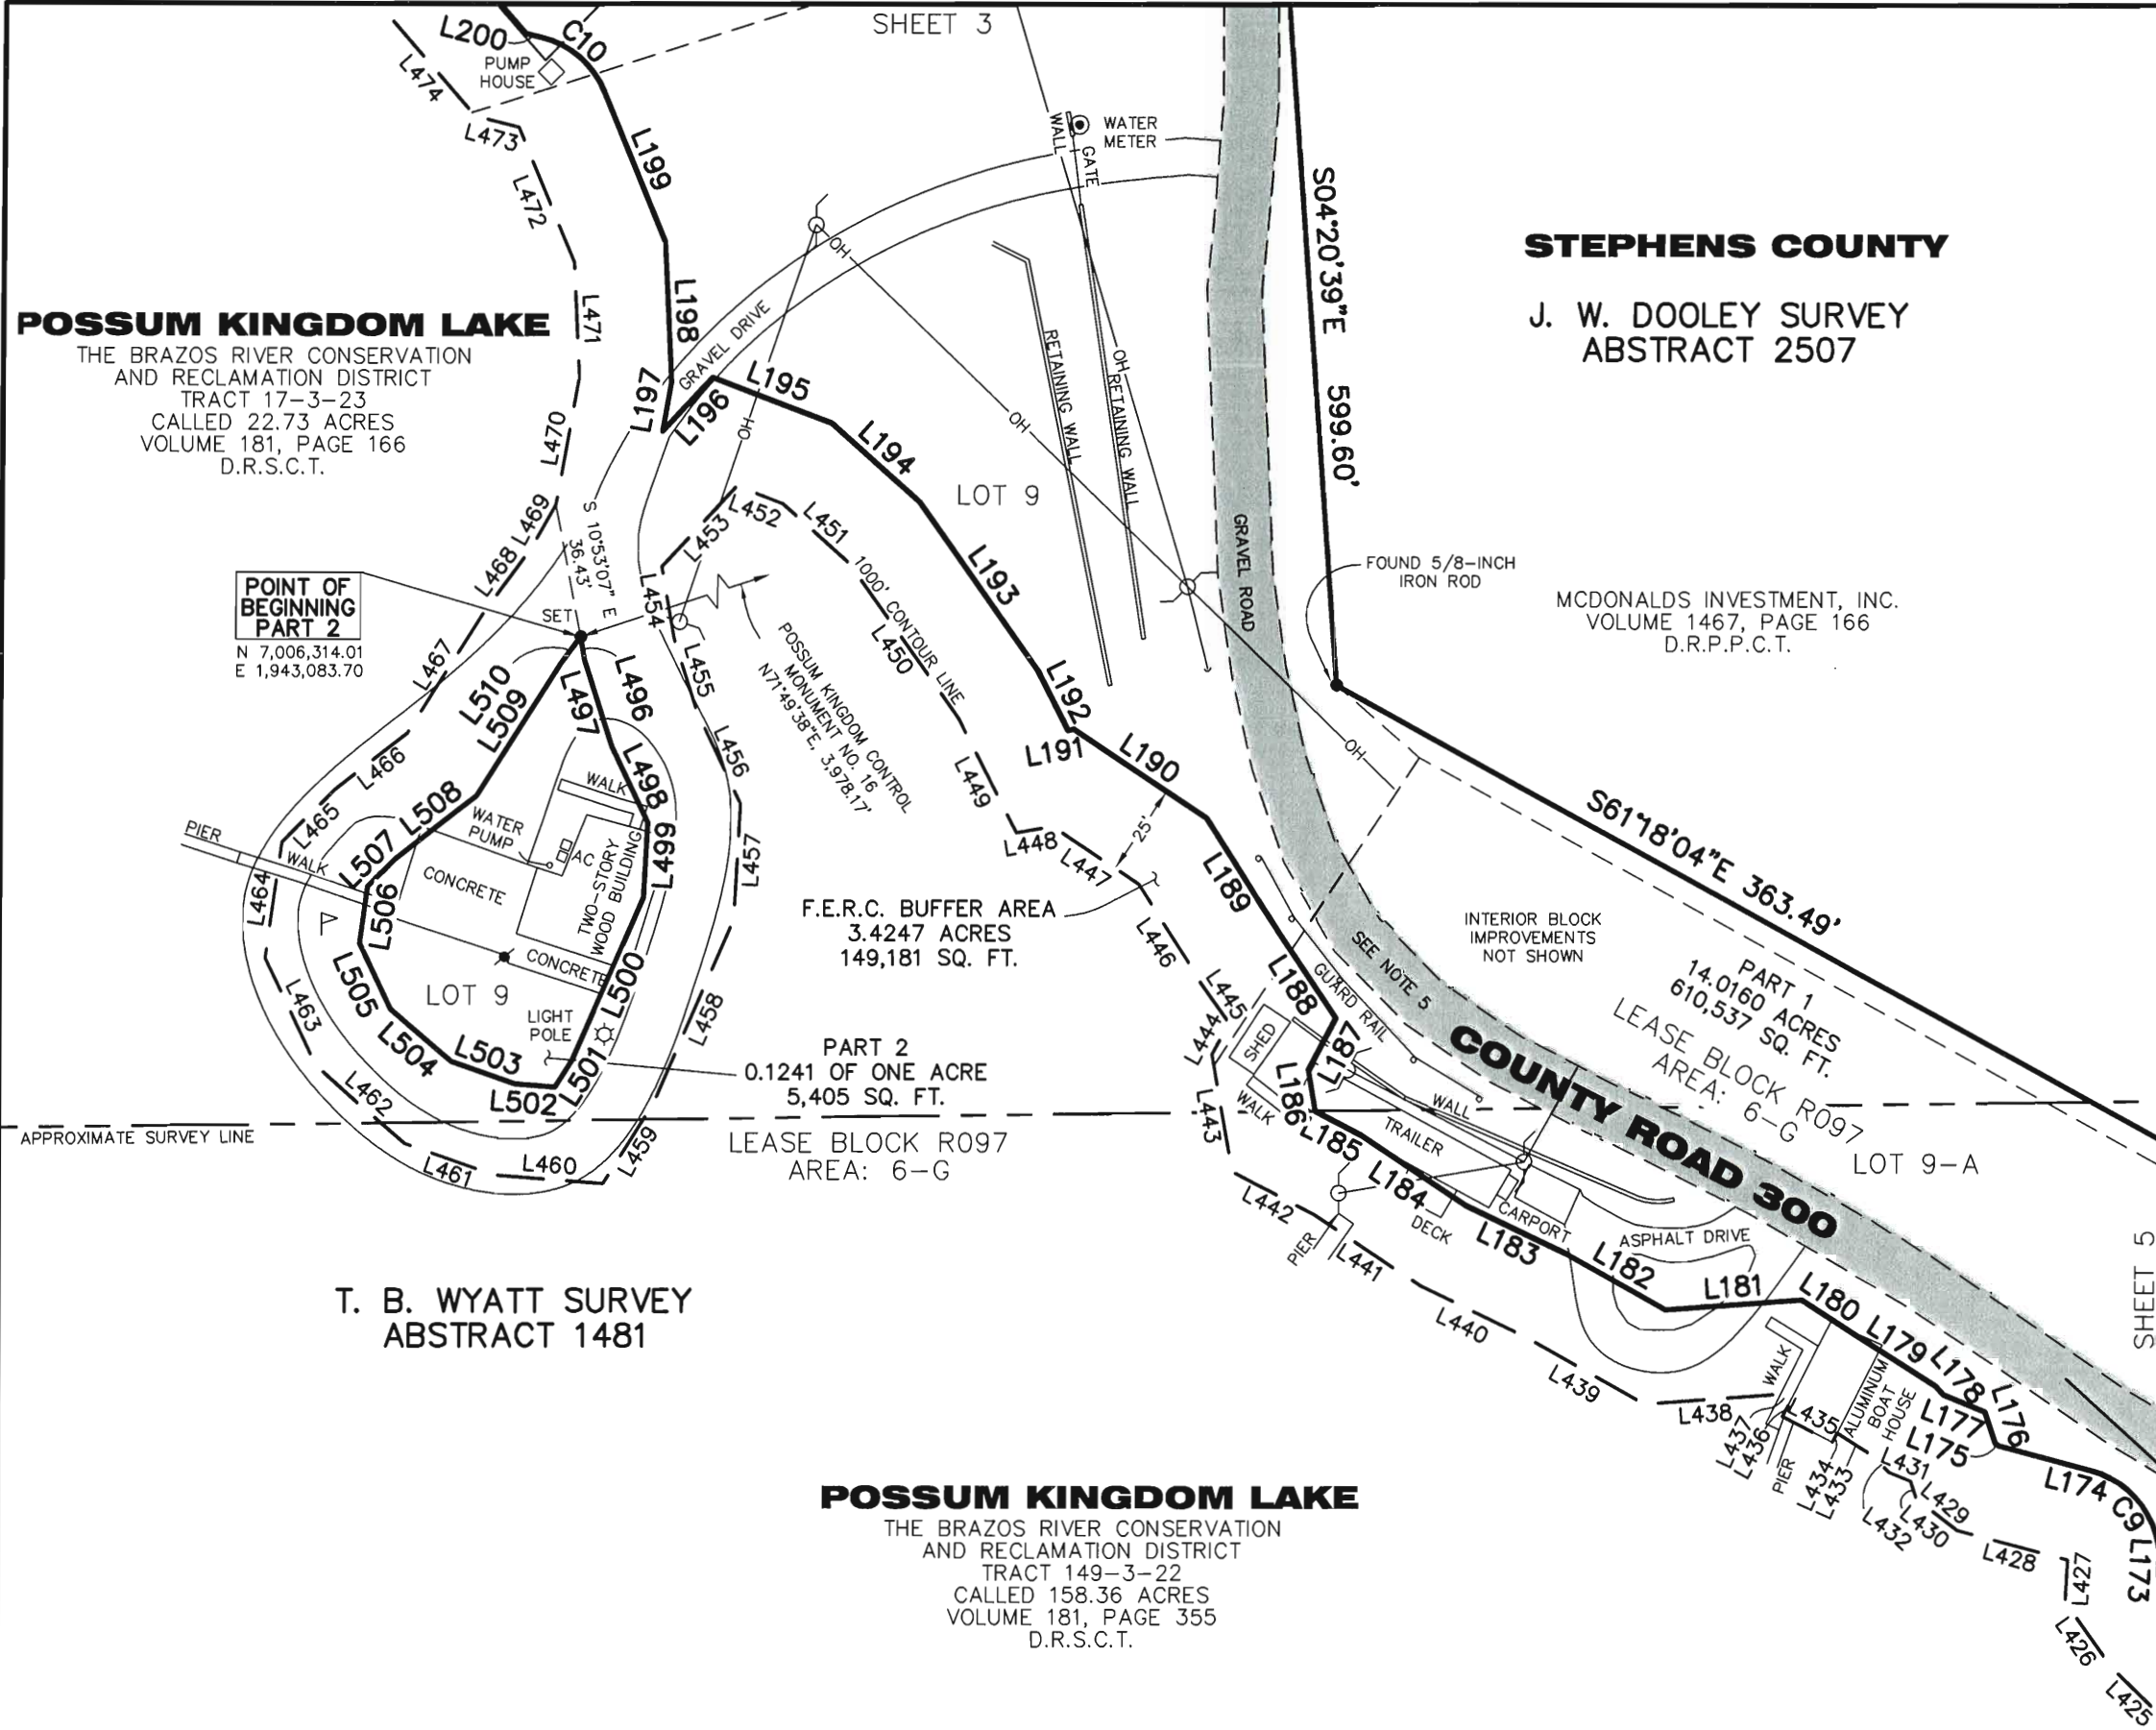 SHEET 3
L200
C10
PUMP
HOUSE
L474
L473
L472
L199
L471
L198
L470
L197
L196
L195
GRAVEL DRIVE
OH
OH
WALL
GATE
WATER
METER
S04°20'39"E 599.60'
STEPHENS COUNTY
J. W. DOOLEY SURVEY
ABSTRACT 2507
POSSUM KINGDOM LAKE
THE BRAZOS RIVER CONSERVATION
AND RECLAMATION DISTRICT
TRACT 17-3-23
CALLED 22.73 ACRES
VOLUME 181, PAGE 166
D.R.S.C.T.
RETAINING WALL
OH
RETAINING WALL
OH
L194
LOT 9
L193
L192
L191
L190
GRAVEL ROAD
L469
L468
L467
L466
L465
L464
L463
L462
L461
L460
L459
L458
L457
L456
L455
L454
L453
L452
L451
1000' CONTOUR LINE
L450
L449
L448
L447
L446
L445
L444
L443
S 10°53'07" E
36.43'
POINT OF
BEGINNING
PART 2
N 7,006,314.01
E 1,943,083.70
SET
POSSUM KINGDOM CONTROL
MONUMENT NO. 16
N71°49'38"E, 3,978.17'
FOUND 5/8-INCH
IRON ROD
MCDONALDS INVESTMENT, INC.
VOLUME 1467, PAGE 166
D.R.P.P.C.T.
OH
S61°18'04"E 363.49'
L510
L509
L496
L497
L498
L499
L500
L501
L502
L503
L504
L505
L506
L507
L508
WALK
WATER
PUMP
AC
TWO-STORY
WOOD BUILDING
PIER
WALK
CONCRETE
CONCRETE
LOT 9
LIGHT
POLE
25'
F.E.R.C. BUFFER AREA
3.4247 ACRES
149,181 SQ. FT.
PART 2
0.1241 OF ONE ACRE
5,405 SQ. FT.
LEASE BLOCK R097
AREA: 6-G
APPROXIMATE SURVEY LINE
INTERIOR BLOCK
IMPROVEMENTS
NOT SHOWN
PART 1
14.0160 ACRES
610,537 SQ. FT.
LEASE BLOCK R097
AREA: 6-G
LOT 9-A
L189
L188
L187
L186
L185
L184
L183
L182
L181
L180
L179
L178
L177
L176
L175
L174
C9
L173
GUARD RAIL
SEE NOTE 5
COUNTY ROAD 300
SHED
WALK
WALL
TRAILER
DECK
CARPORT
ASPHALT DRIVE
PIER
L442
L441
L440
L439
L438
L437
L436
L435
L434
L433
L432
L431
L430
L429
L428
L427
L426
L425
WALK
PIER
ALUMINUM
BOAT
HOUSE
SHEET 5
T. B. WYATT SURVEY
ABSTRACT 1481
POSSUM KINGDOM LAKE
THE BRAZOS RIVER CONSERVATION
AND RECLAMATION DISTRICT
TRACT 149-3-22
CALLED 158.36 ACRES
VOLUME 181, PAGE 355
D.R.S.C.T.